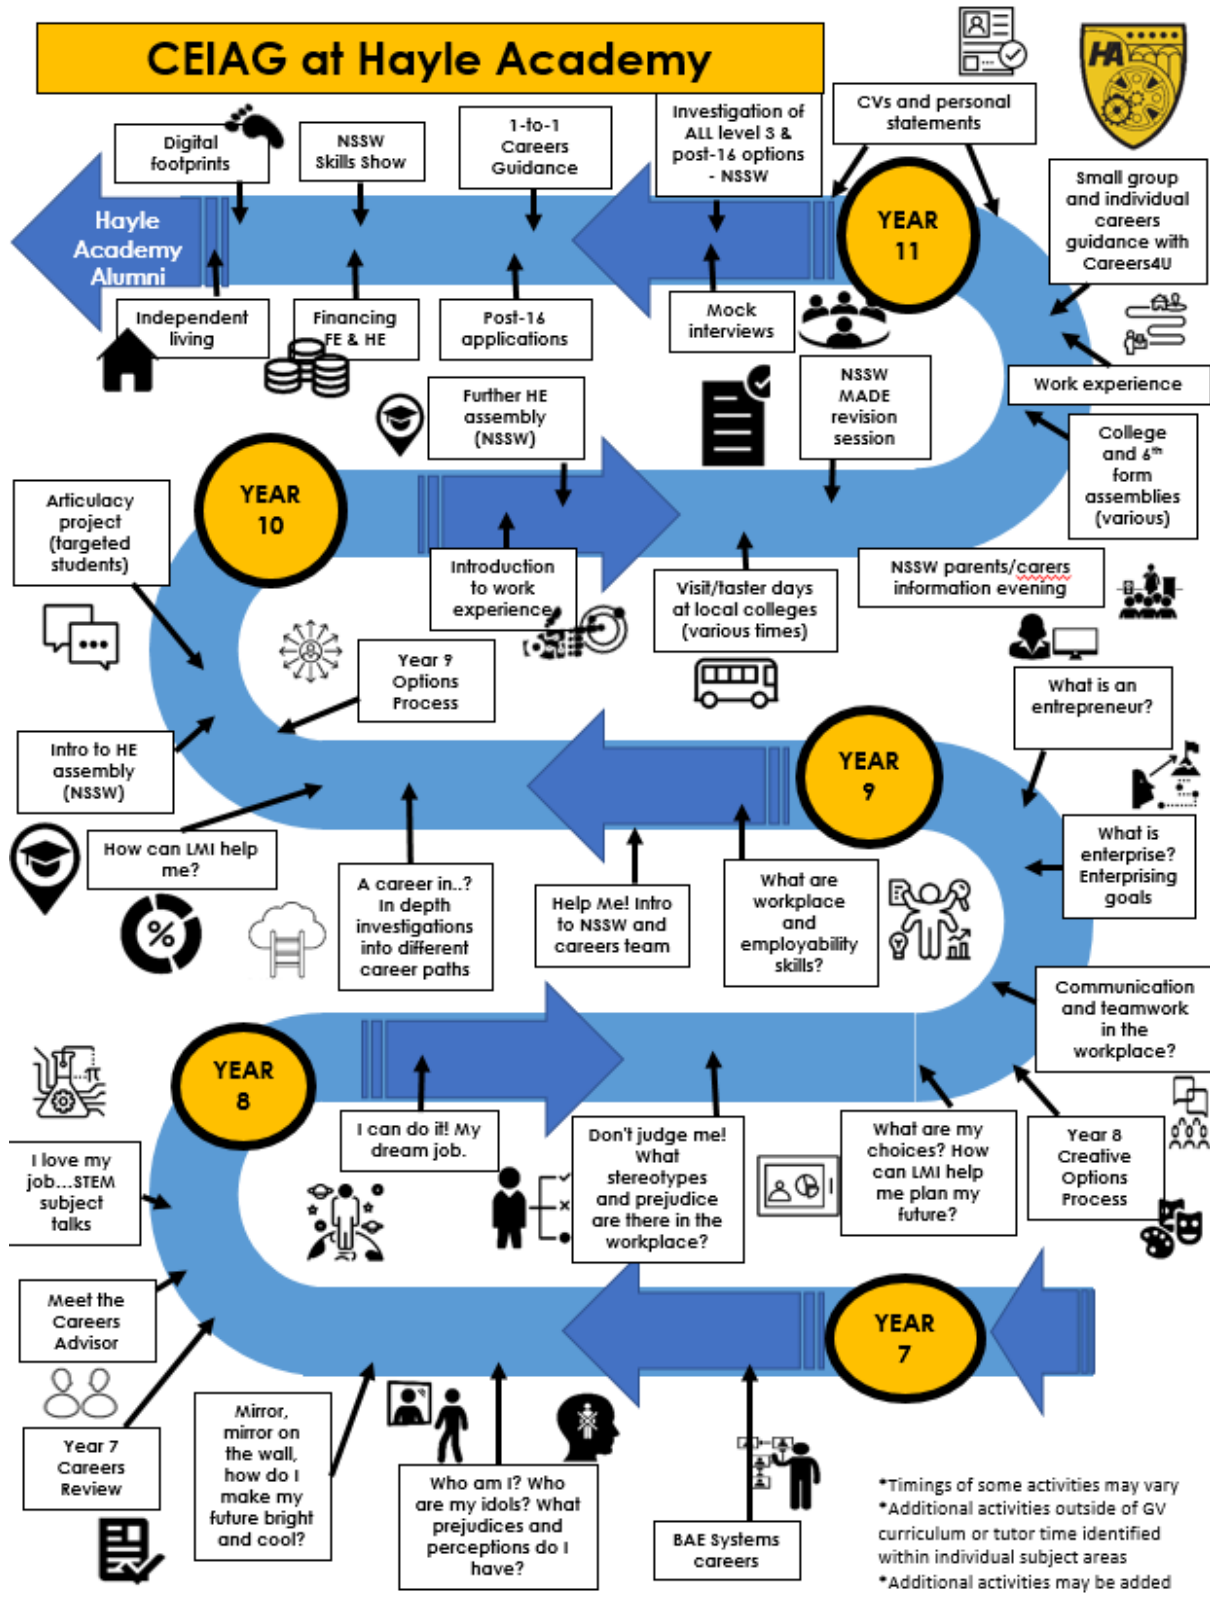 CEIAG at Hayle Academy
HA
Digital
footprints
NSSW
Skills Show
1-to-1
Careers
Guidance
Investigation of
ALL level 3 &
post-16 options
- NSSW
CVs and personal
statements
Hayle
Academy
Alumni
YEAR
11
Small group
and individual
careers
guidance with
Careers4U
Independent
living
Financing
FE & HE
Post-16
applications
Mock
interviews
Work experience
Further HE
assembly
(NSSW)
NSSW
MADE
revision
session
College
and 6th
form
assemblies
(various)
YEAR
10
Articulacy
project
(targeted
students)
Introduction
to work
experience
Visit/taster days
at local colleges
(various times)
NSSW parents/carers
information evening
Year 9
Options
Process
What is an
entrepreneur?
Intro to HE
assembly
(NSSW)
YEAR
9
How can LMI help
me?
%
A career in..?
In depth
investigations
into different
career paths
Help Me! Intro
to NSSW and
careers team
What are
workplace
and
employability
skills?
What is
enterprise?
Enterprising
goals
Communication
and teamwork
in the
workplace?
YEAR
8
π
I can do it! My
dream job.
Don't judge me!
What
stereotypes
and prejudice
are there in the
workplace?
What are my
choices? How
can LMI help
me plan my
future?
Year 8
Creative
Options
Process
I love my
job...STEM
subject
talks
Meet the
Careers
Advisor
YEAR
7
Year 7
Careers
Review
Mirror,
mirror on
the wall,
how do I
make my
future bright
and cool?
Who am I? Who
are my idols? What
prejudices and
perceptions do I
have?
BAE Systems
careers
*Timings of some activities may vary
*Additional activities outside of GV
curriculum or tutor time identified
within individual subject areas
*Additional activities may be added